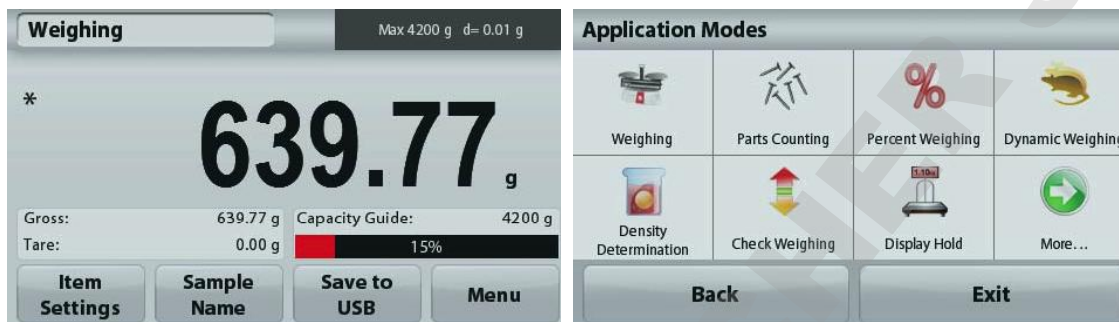 Weighing
Max 4200 g d= 0.01 g
*
639.77 g
Gross: 639.77 g
Tare: 0.00 g
Capacity Guide: 4200 g
15%
Item
Settings
Sample
Name
Save to
USB
Menu
Application Modes
Weighing
Parts Counting
%
Percent Weighing
Dynamic Weighing
Density
Determination
Check Weighing
1.10kg
Display Hold
More...
Back
Exit